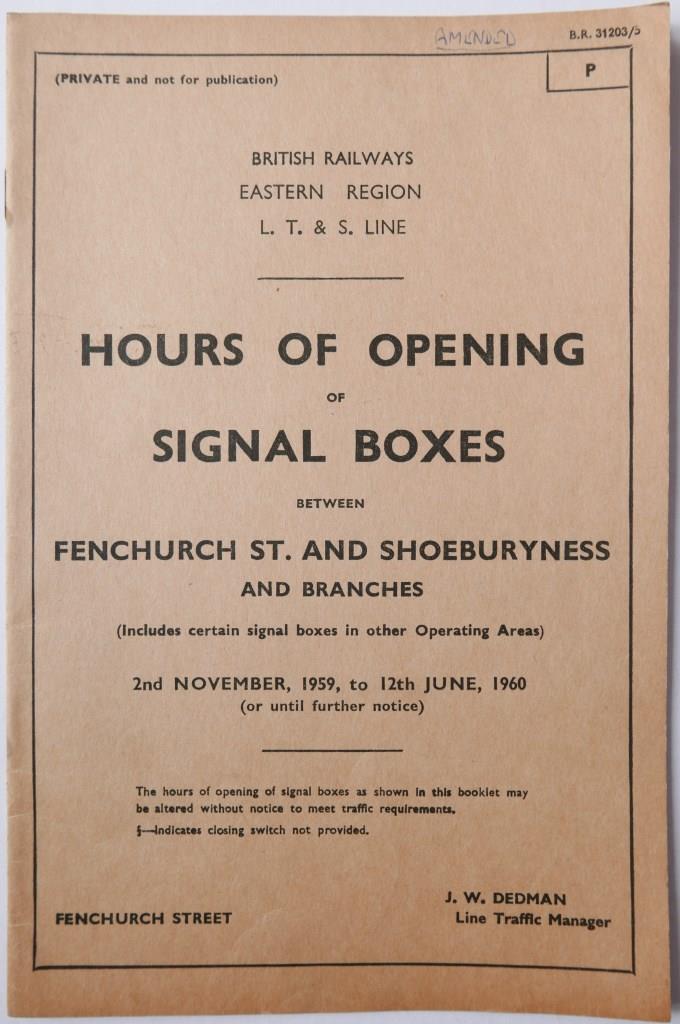 AMENDED
B.R. 31203/5
(PRIVATE and not for publication)
P
BRITISH RAILWAYS
EASTERN REGION
L. T. & S. LINE
HOURS OF OPENING
OF
SIGNAL BOXES
BETWEEN
FENCHURCH ST. AND SHOEBURYNESS
AND BRANCHES
(Includes certain signal boxes in other Operating Areas)
2nd NOVEMBER, 1959, to 12th JUNE, 1960
(or until further notice)
The hours of opening of signal boxes as shown in this booklet may
be altered without notice to meet traffic requirements.
§—Indicates closing switch not provided.
J. W. DEDMAN
FENCHURCH STREET
Line Traffic Manager